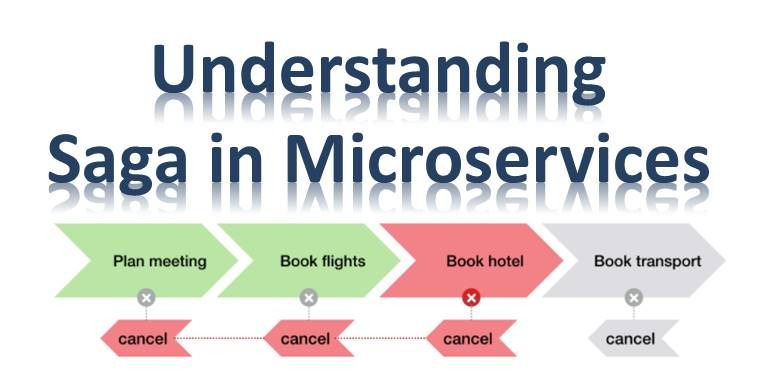 Understanding
Saga in Microservices
Plan meeting Book flights Book hotel Book transport
cancel cancel cancel cancel